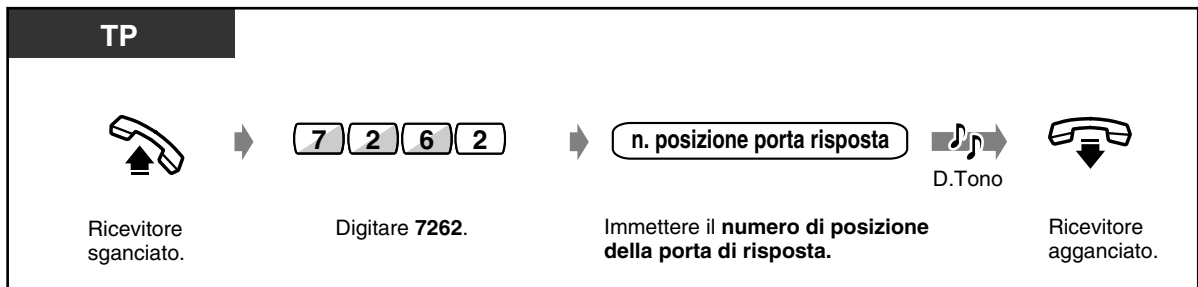 TP
7 2 6 2
n. posizione porta risposta
D.Tono
Ricevitore
sganciato.
Digitare 7262.
Immettere il numero di posizione
della porta di risposta.
Ricevitore
agganciato.